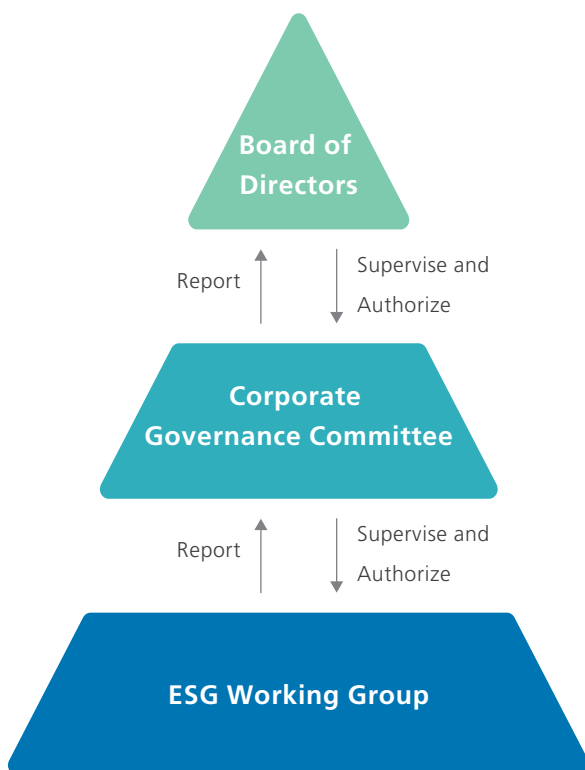 Board of
Directors
Report
Supervise and
Authorize
Corporate
Governance Committee
Report
Supervise and
Authorize
ESG Working Group